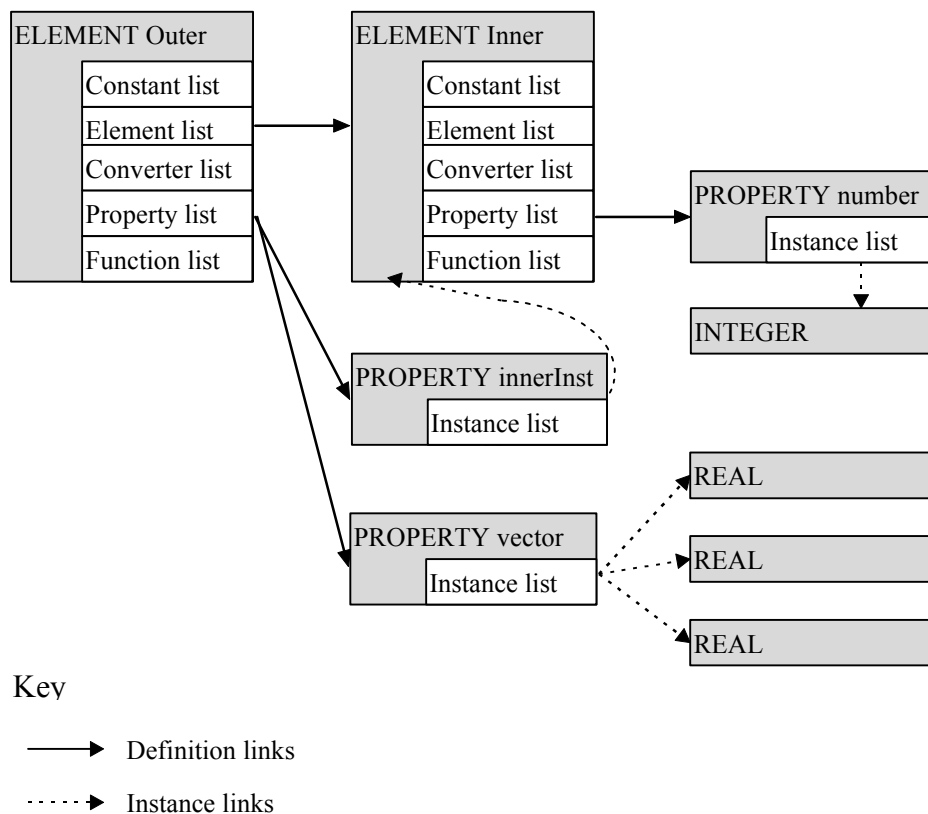 ELEMENT Outer
Constant list
Element list
Converter list
Property list
Function list
ELEMENT Inner
Constant list
Element list
Converter list
Property list
Function list
PROPERTY number
Instance list
INTEGER
PROPERTY innerInst
Instance list
PROPERTY vector
Instance list
REAL
REAL
REAL
Key
Definition links
Instance links